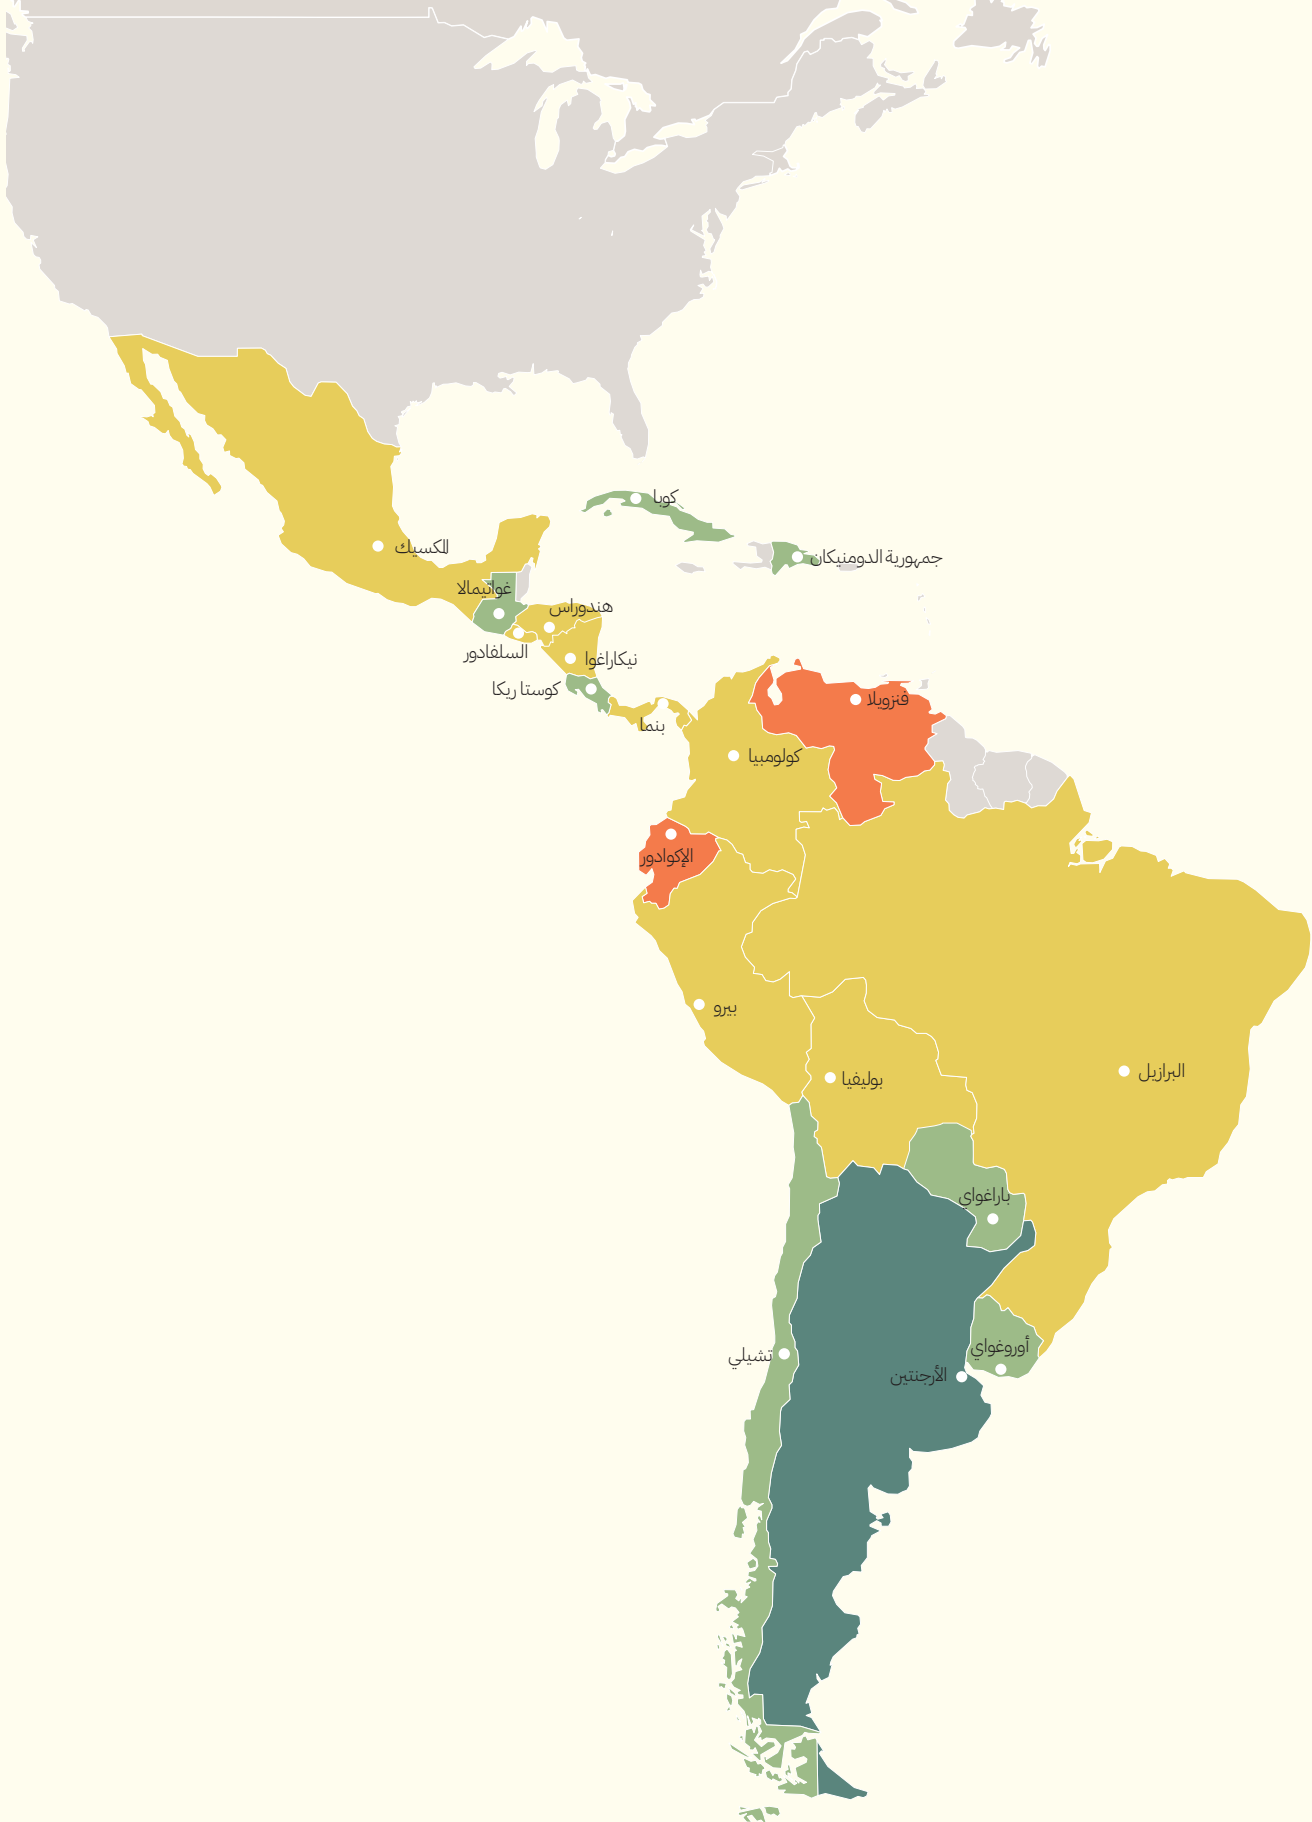 كوبا
المكسيك
جمهورية الدومنيكان
غواتيمالا
هندوراس
السلفادور
نيكاراغوا
كوستا ريكا
فنزويلا
بنما
كولومبيا
الإكوادور
بيرو
البرازيل
بوليفيا
باراغواي
أوروغواي
تشيلي
الأرجنتين